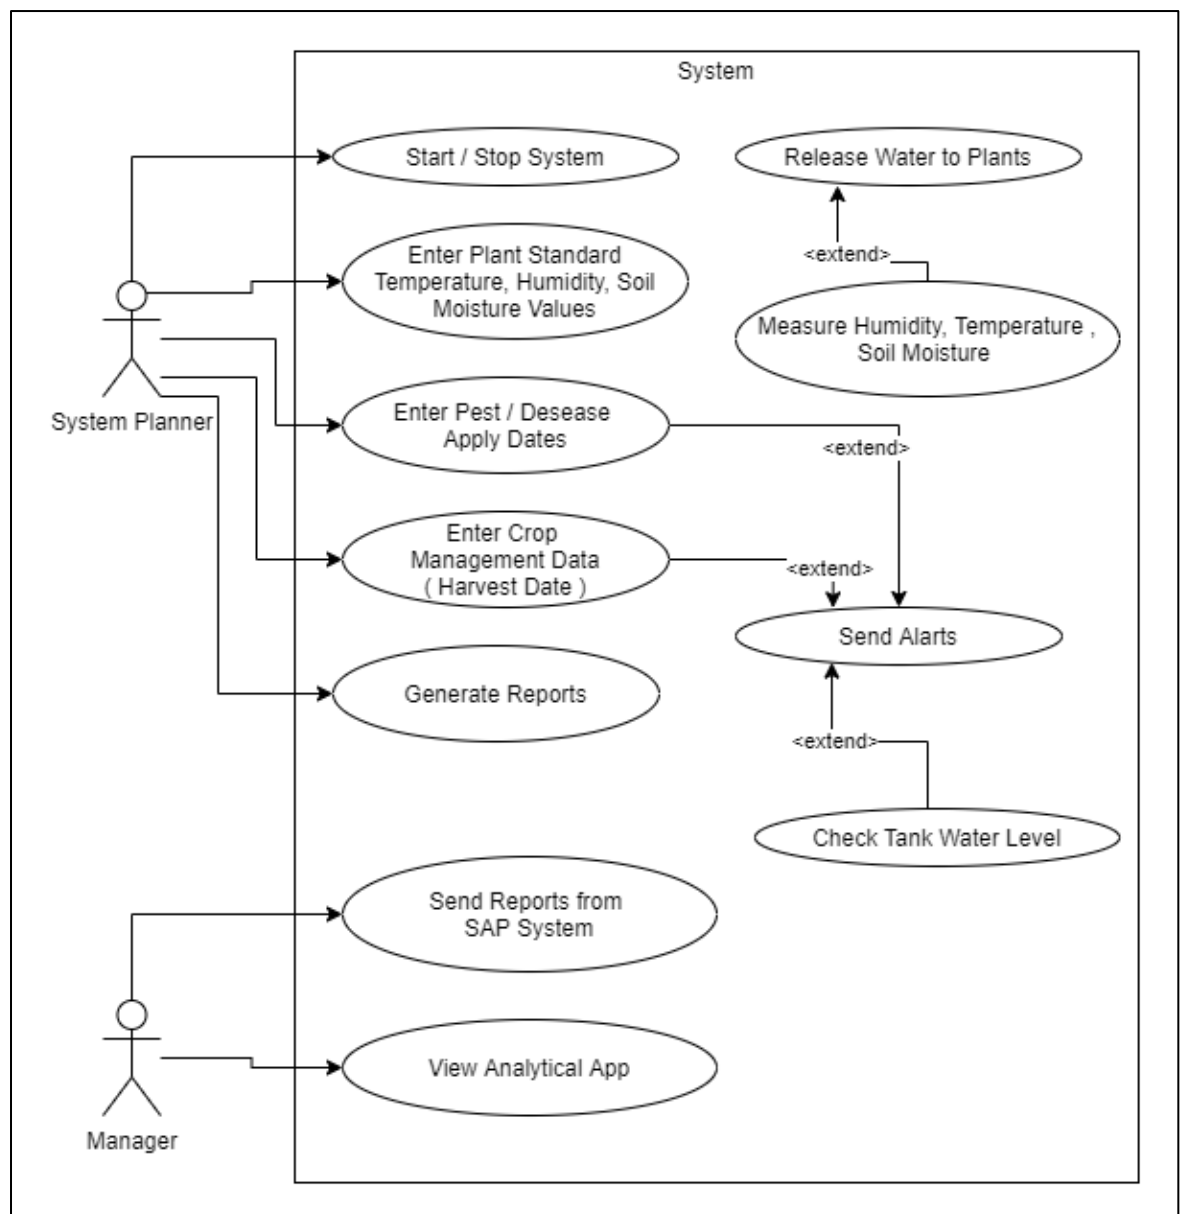 System
Start / Stop System
Release Water to Plants
Enter Plant Standard
Temperature, Humidity, Soil
Moisture Values
<extend>
Measure Humidity, Temperature ,
Soil Moisture
System Planner
Enter Pest / Desease
Apply Dates
<extend>
Enter Crop
Management Data
( Harvest Date )
<extend>
Send Alarts
Generate Reports
<extend>
Check Tank Water Level
Send Reports from
SAP System
View Analytical App
Manager